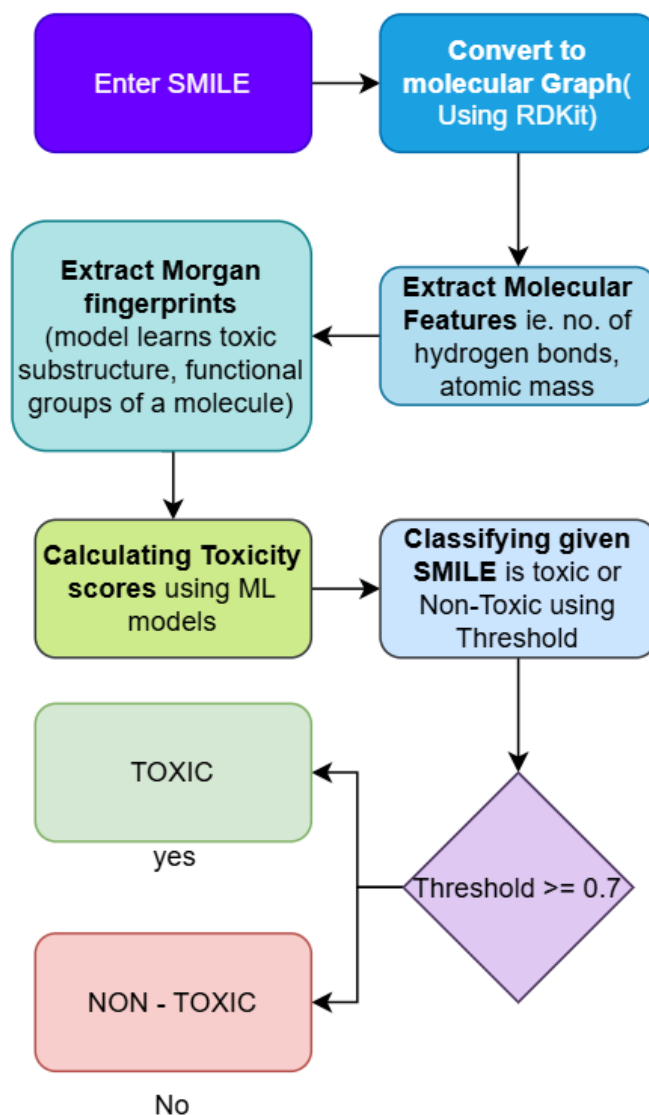 Enter SMILE
Convert to
molecular Graph(
Using RDKit)
Extract Molecular
Features ie. no. of
hydrogen bonds,
atomic mass
Extract Morgan
fingerprints
(model learns toxic
substructure, functional
groups of a molecule)
Calculating Toxicity
scores using ML
models
Classifying given
SMILE is toxic or
Non-Toxic using
Threshold
Threshold >= 0.7
TOXIC
yes
NON - TOXIC
No